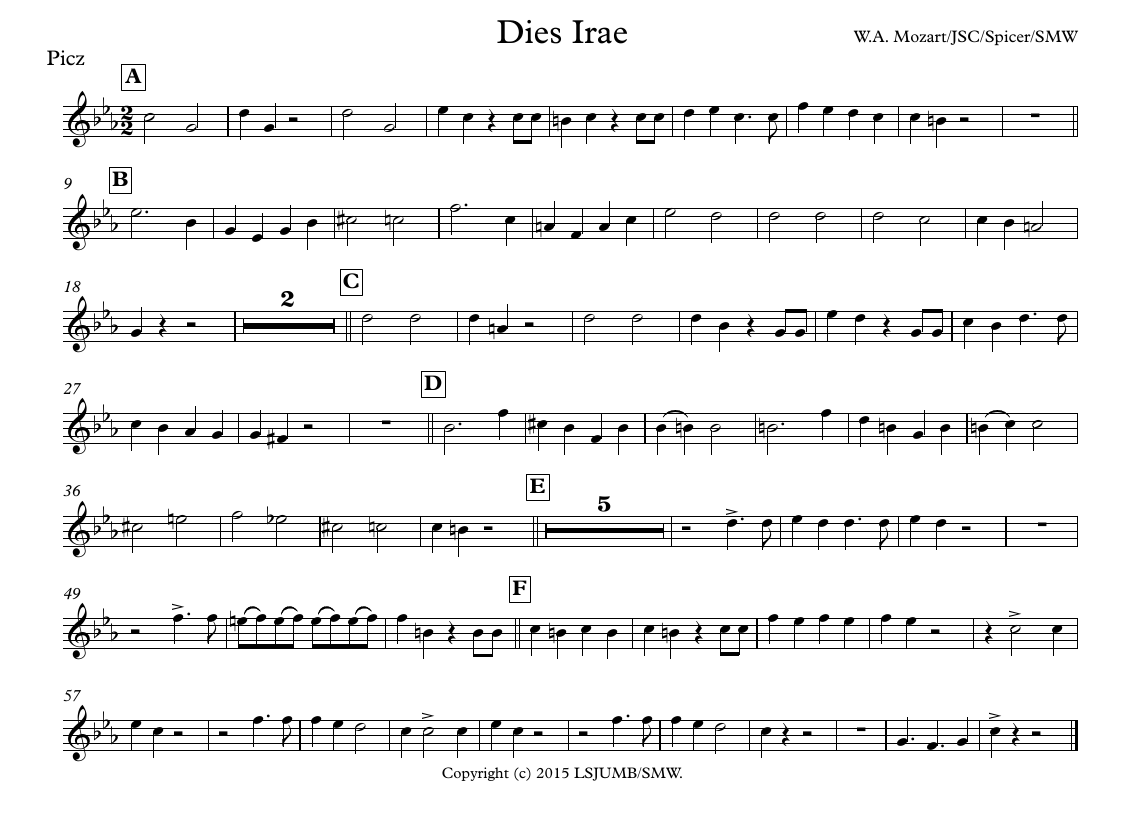 Dies Irae
W.A. Mozart/JSC/Spicer/SMW
Picz
A
2
2
9
B
18
2
C
27
D
36
E
5
49
F
57
Copyright (c) 2015 LSJUMB/SMW.